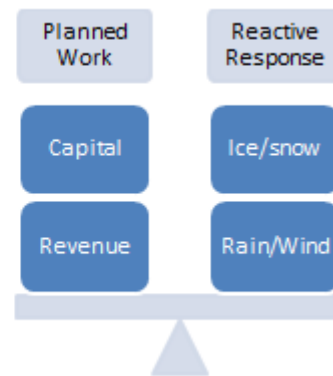 Planned
Work
Reactive
Response
Capital
Ice/snow
Revenue
Rain/Wind